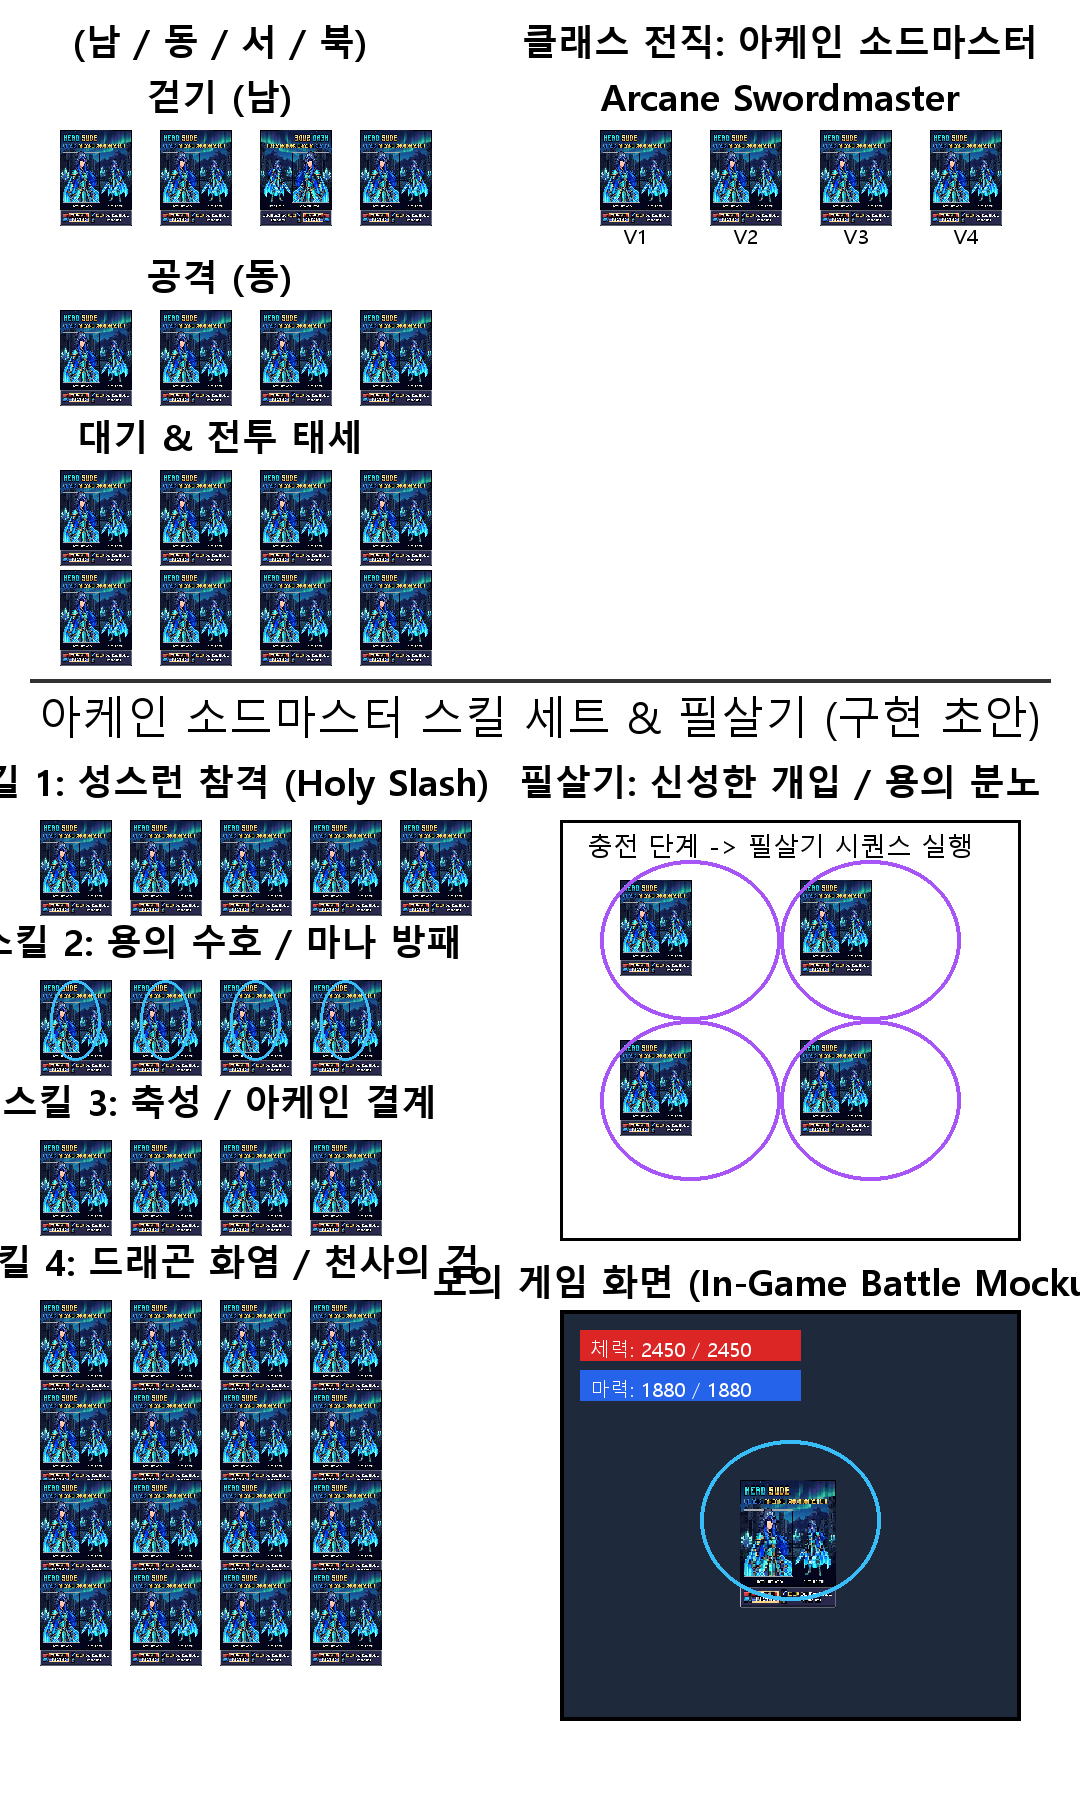 (남 / 동 / 서 / 북)
걷기 (남)
공격 (동)
대기 & 전투 태세
클래스 전직: 아케인 소드마스터
Arcane Swordmaster
V1 V2 V3 V4
아케인 소드마스터 스킬 세트 & 필살기 (구현 초안)
킬 1: 성스런 참격 (Holy Slash)
스킬 2: 용의 수호 / 마나 방패
스킬 3: 축성 / 아케인 결계
킬 4: 드래곤 화염 / 천사의 검
필살기: 신성한 개입 / 용의 분노
충전 단계 -> 필살기 시퀀스 실행
모의 게임 화면 (In-Game Battle Mocku
체력: 2450 / 2450
마력: 1880 / 1880